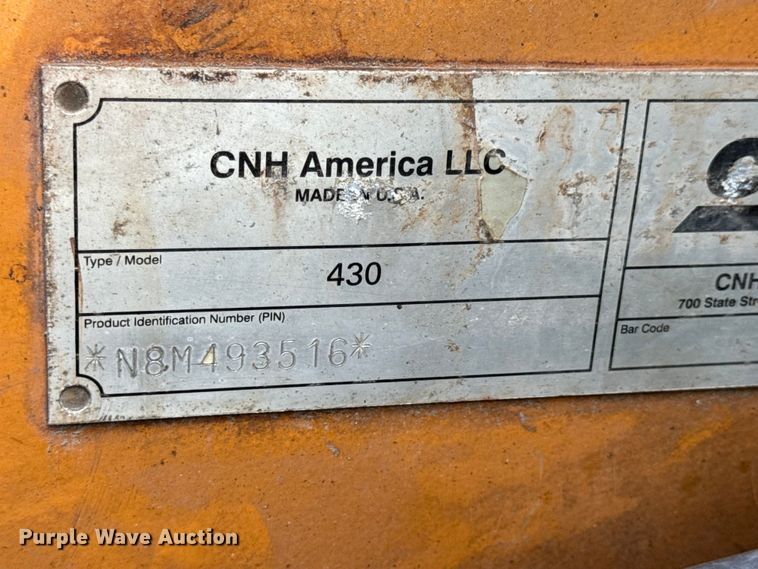 CNH America LLC
MADE IN U.S.A.
Type / Model
430
Product Identification Number (PIN)
*N8M493516*
CNH
700 State Str
Bar Code
Purple Wave Auction